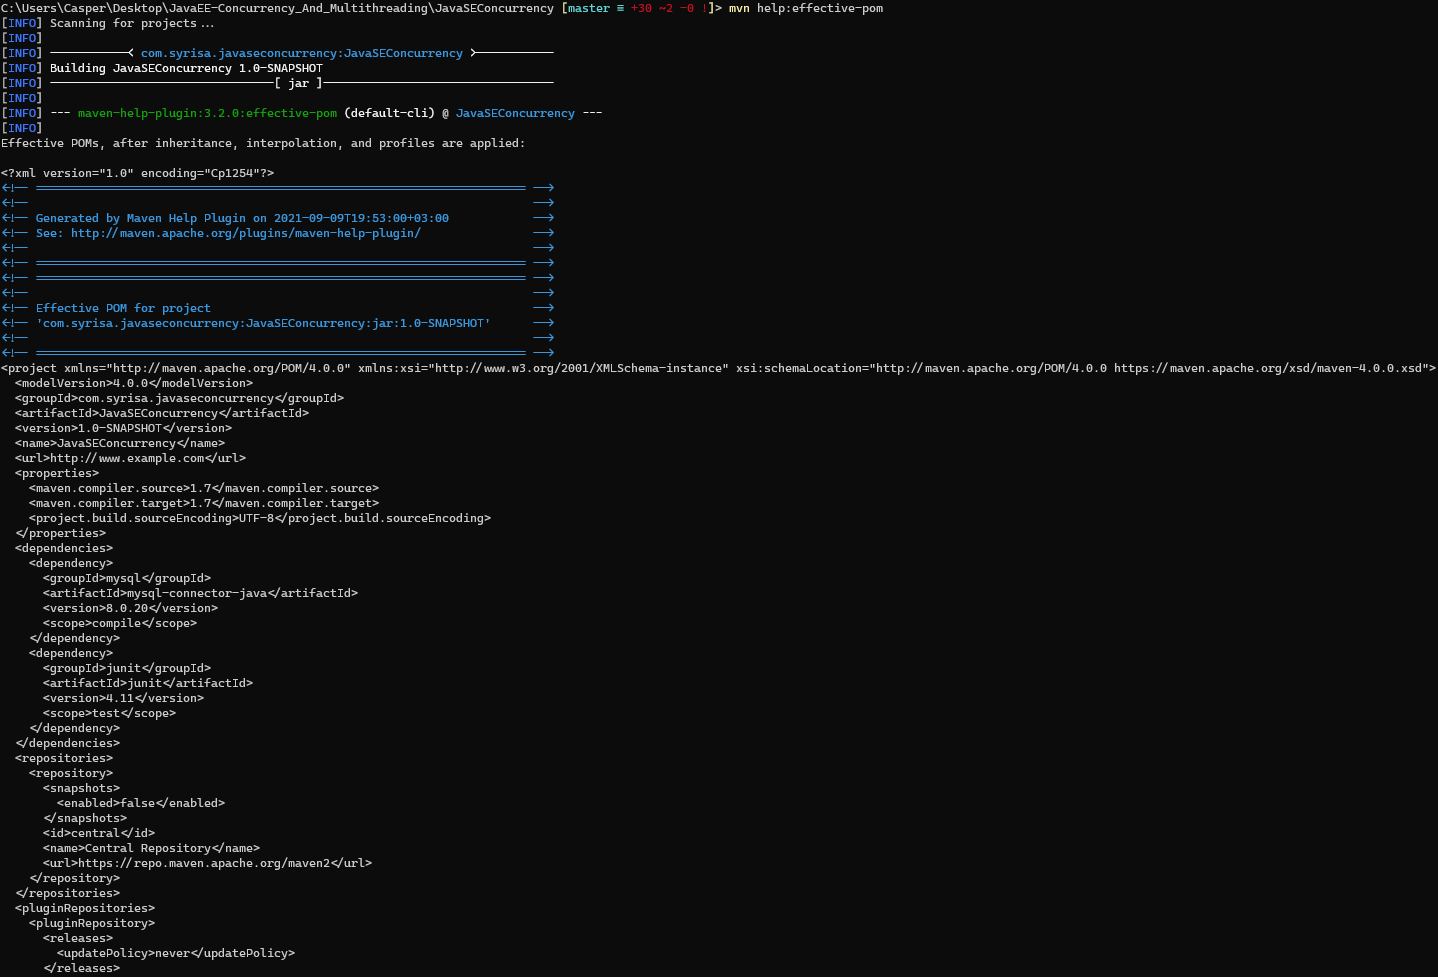 C:\Users\Casper\Desktop\JavaEE-Concurrency_And_Multithreading\JavaSEConcurrency [master ≡ +30 ~2 -0 !]> mvn help:effective-pom
[INFO] Scanning for projects...
[INFO]
[INFO] -----------< com.syrisa.javaseconcurrency:JavaSEConcurrency >-----------
[INFO] Building JavaSEConcurrency 1.0-SNAPSHOT
[INFO] --------------------------------[ jar ]---------------------------------
[INFO]
[INFO] --- maven-help-plugin:3.2.0:effective-pom (default-cli) @ JavaSEConcurrency ---
[INFO]
Effective POMs, after inheritance, interpolation, and profiles are applied:
<?xml version="1.0" encoding="Cp1254"?>
<!-- ====================================================================== -->
<!--                                                                        -->
<!-- Generated by Maven Help Plugin on 2021-09-09T19:53:00+03:00            -->
<!-- See: http://maven.apache.org/plugins/maven-help-plugin/                -->
<!--                                                                        -->
<!-- ====================================================================== -->
<!-- ====================================================================== -->
<!--                                                                        -->
<!-- Effective POM for project                                              -->
<!-- 'com.syrisa.javaseconcurrency:JavaSEConcurrency:jar:1.0-SNAPSHOT'      -->
<!--                                                                        -->
<!-- ====================================================================== -->
<project xmlns="http://maven.apache.org/POM/4.0.0" xmlns:xsi="http://www.w3.org/2001/XMLSchema-instance" xsi:schemaLocation="http://maven.apache.org/POM/4.0.0 https://maven.apache.org/xsd/maven-4.0.0.xsd">
  <modelVersion>4.0.0</modelVersion>
  <groupId>com.syrisa.javaseconcurrency</groupId>
  <artifactId>JavaSEConcurrency</artifactId>
  <version>1.0-SNAPSHOT</version>
  <name>JavaSEConcurrency</name>
  <url>http://www.example.com</url>
  <properties>
    <maven.compiler.source>1.7</maven.compiler.source>
    <maven.compiler.target>1.7</maven.compiler.target>
    <project.build.sourceEncoding>UTF-8</project.build.sourceEncoding>
  </properties>
  <dependencies>
    <dependency>
      <groupId>mysql</groupId>
      <artifactId>mysql-connector-java</artifactId>
      <version>8.0.20</version>
      <scope>compile</scope>
    </dependency>
    <dependency>
      <groupId>junit</groupId>
      <artifactId>junit</artifactId>
      <version>4.11</version>
      <scope>test</scope>
    </dependency>
  </dependencies>
  <repositories>
    <repository>
      <snapshots>
        <enabled>false</enabled>
      </snapshots>
      <id>central</id>
      <name>Central Repository</name>
      <url>https://repo.maven.apache.org/maven2</url>
    </repository>
  </repositories>
  <pluginRepositories>
    <pluginRepository>
      <releases>
        <updatePolicy>never</updatePolicy>
      </releases>